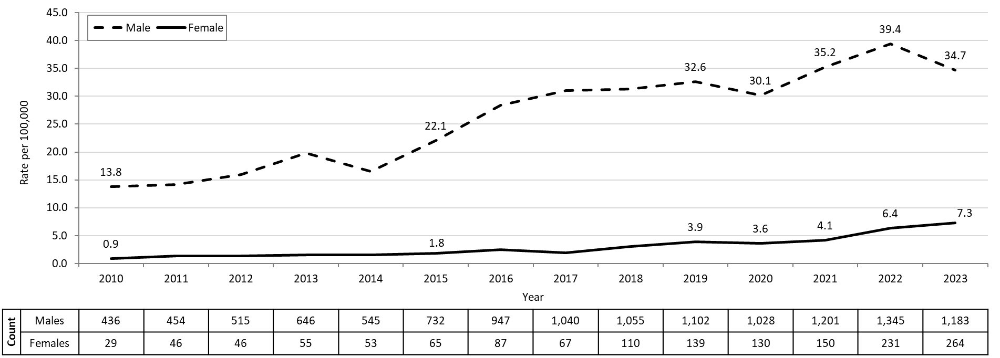 45.0
40.0
35.0
30.0
25.0
20.0
15.0
10.0
5.0
0.0
Rate per 100,000
Male Female
13.8 22.1 32.6 30.1 35.2 39.4 34.7
0.9 1.8 3.9 3.6 4.1 6.4 7.3
2010 2011 2012 2013 2014 2015 2016 2017 2018 2019 2020 2021 2022 2023
Year
Count
Males 436 454 515 646 545 732 947 1,040 1,055 1,102 1,028 1,201 1,345 1,183
Females 29 46 46 55 53 65 87 67 110 139 130 150 231 264